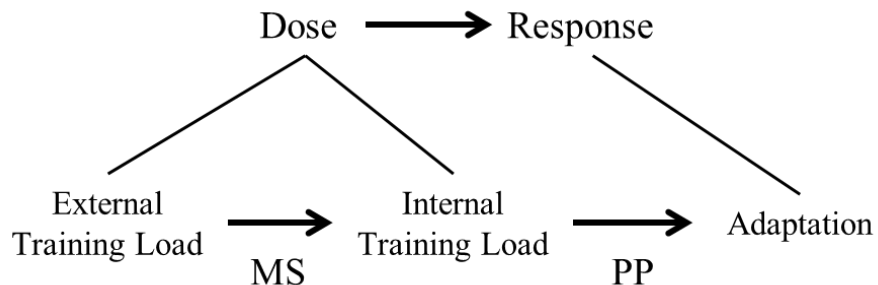 Dose
Response
External
Training Load
Internal
Training Load
Adaptation
MS
PP